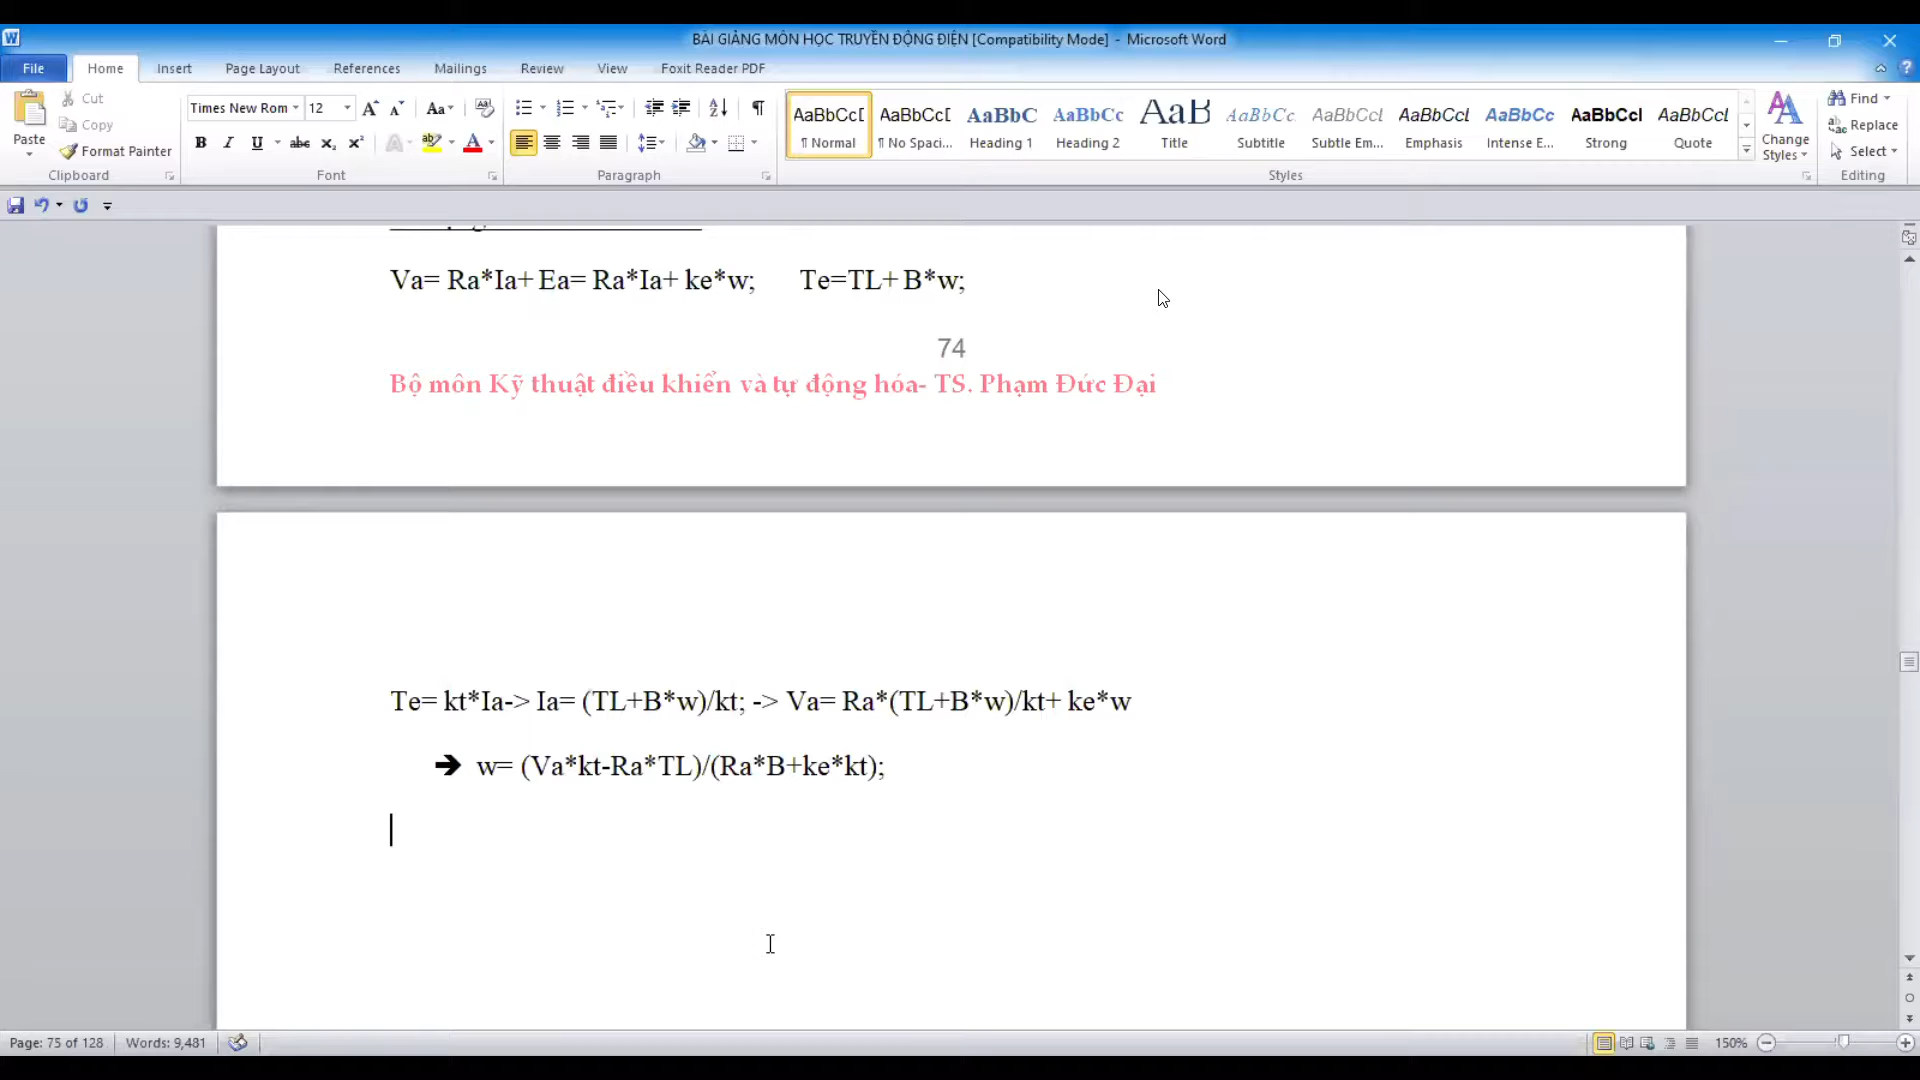 BÀI GIẢNG MÔN HỌC TRUYỀN ĐỘNG ĐIỆN [Compatibility Mode] - Microsoft Word
File Home Insert Page Layout References Mailings Review View Foxit Reader PDF
Paste
Cut
Copy
Format Painter
Clipboard
Times New Rom 12
Font
Paragraph
AaBbCcI AaBbCcI AaBbC AaBbCc AaB AaBbCc AaBbCcI AaBbCcI AaBbCc AaBbCcI AaBbCcI
¶ Normal ¶ No Spaci... Heading 1 Heading 2 Title Subtitle Subtle Em... Emphasis Intense E... Strong Quote
Change Styles
Styles
Find
Replace
Select
Editing
Va= Ra*Ia+ Ea= Ra*Ia+ ke*w; Te=TL+ B*w;
74
Bộ môn Kỹ thuật điều khiển và tự động hóa- TS. Phạm Đức Đại
Te= kt*Ia-> Ia= (TL+B*w)/kt; -> Va= Ra*(TL+B*w)/kt+ ke*w
➔ w= (Va*kt-Ra*TL)/(Ra*B+ke*kt);
Page: 75 of 128 Words: 9,481 150%